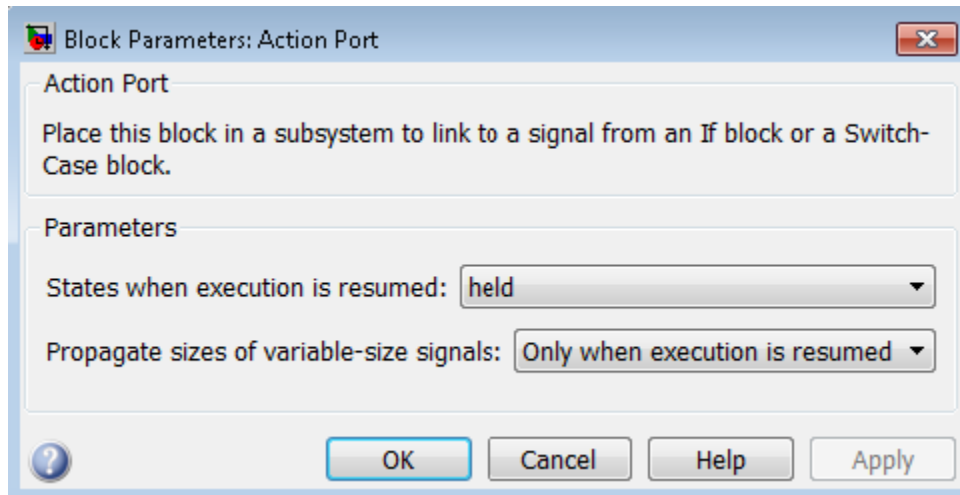 Block Parameters: Action Port
Action Port
Place this block in a subsystem to link to a signal from an If block or a Switch-
Case block.
Parameters
States when execution is resumed: held
Propagate sizes of variable-size signals: Only when execution is resumed
OK Cancel Help Apply